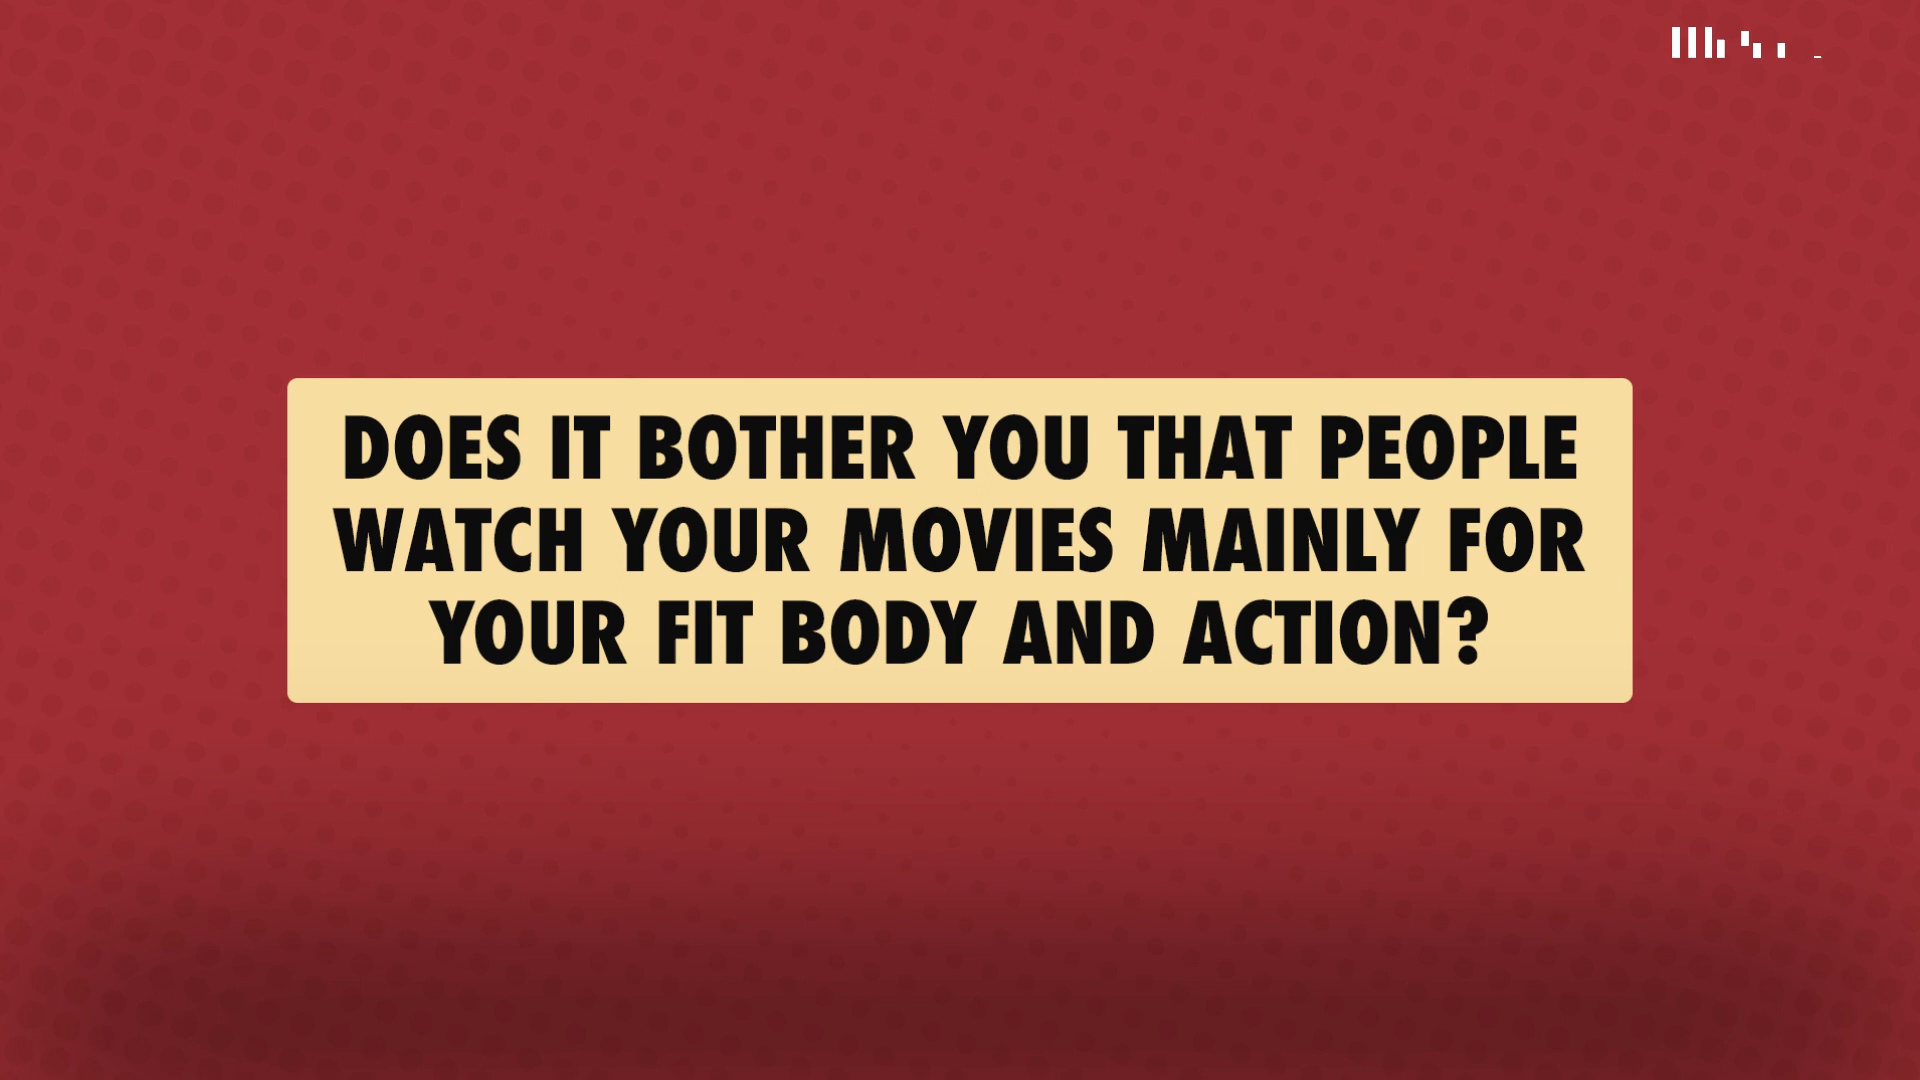 DOES IT BOTHER YOU THAT PEOPLE
WATCH YOUR MOVIES MAINLY FOR
YOUR FIT BODY AND ACTION?